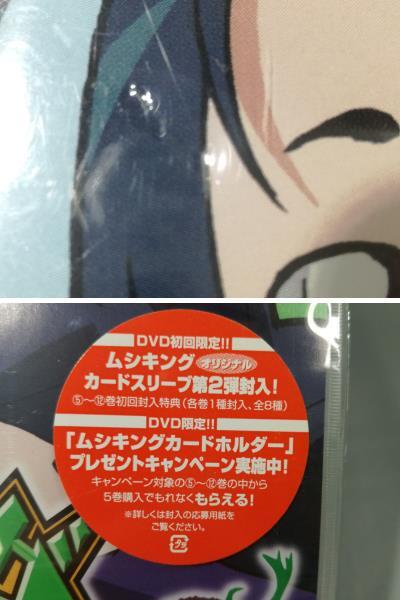 DVD初回限定!!
ムシキング オリジナル
カードスリーブ第2弾封入!
⑤〜⑫巻初回封入特典(各巻1種封入、全8種)
DVD限定!!
「ムシキングカードホルダー」
プレゼントキャンペーン実施中!
キャンペーン対象の⑤〜⑫巻の中から
5巻購入でもれなくもらえる!
※詳しくは封入の応募用紙を
ご覧ください。